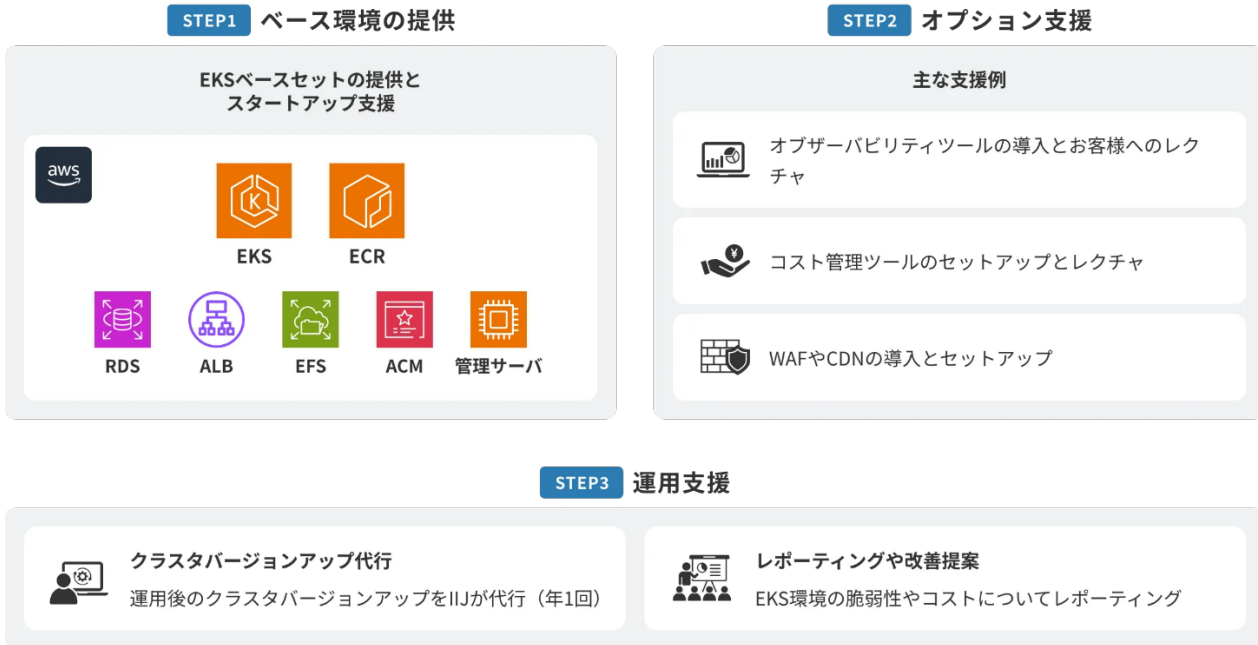 STEP1 ベース環境の提供
EKSベースセットの提供と
スタートアップ支援
aws
EKS
ECR
RDS
ALB
EFS
ACM
管理サーバ
STEP2 オプション支援
主な支援例
オブザーバビリティツールの導入とお客様へのレク
チャ
¥
コスト管理ツールのセットアップとレクチャ
WAFやCDNの導入とセットアップ
STEP3 運用支援
クラスタバージョンアップ代行
運用後のクラスタバージョンアップをIIJが代行（年1回）
レポーティングや改善提案
EKS環境の脆弱性やコストについてレポーティング